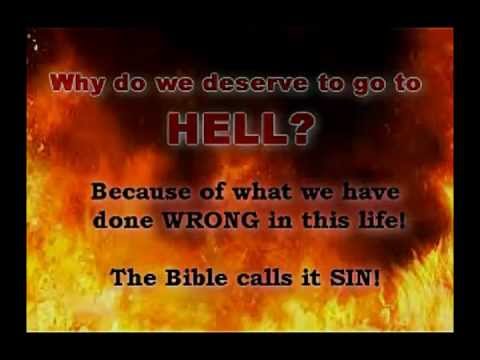 Why do we deserve to go to
HELL?
Because of what we have
done WRONG in this life!
The Bible calls it SIN!